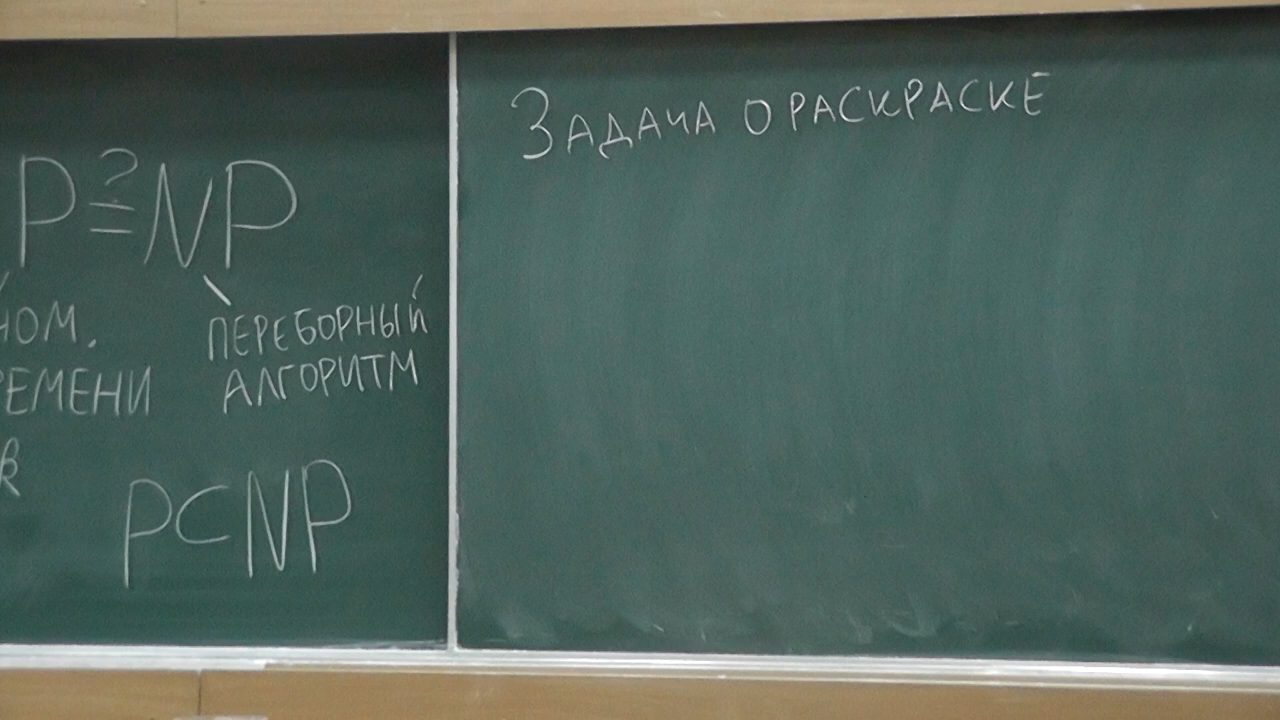 P ≟ NP
НОМ.
РЕМЕНИ
ПЕРЕБОРНЫЙ
АЛГОРИТМ
P⊂NP
ЗАДАЧА О РАСКРАСКЕ